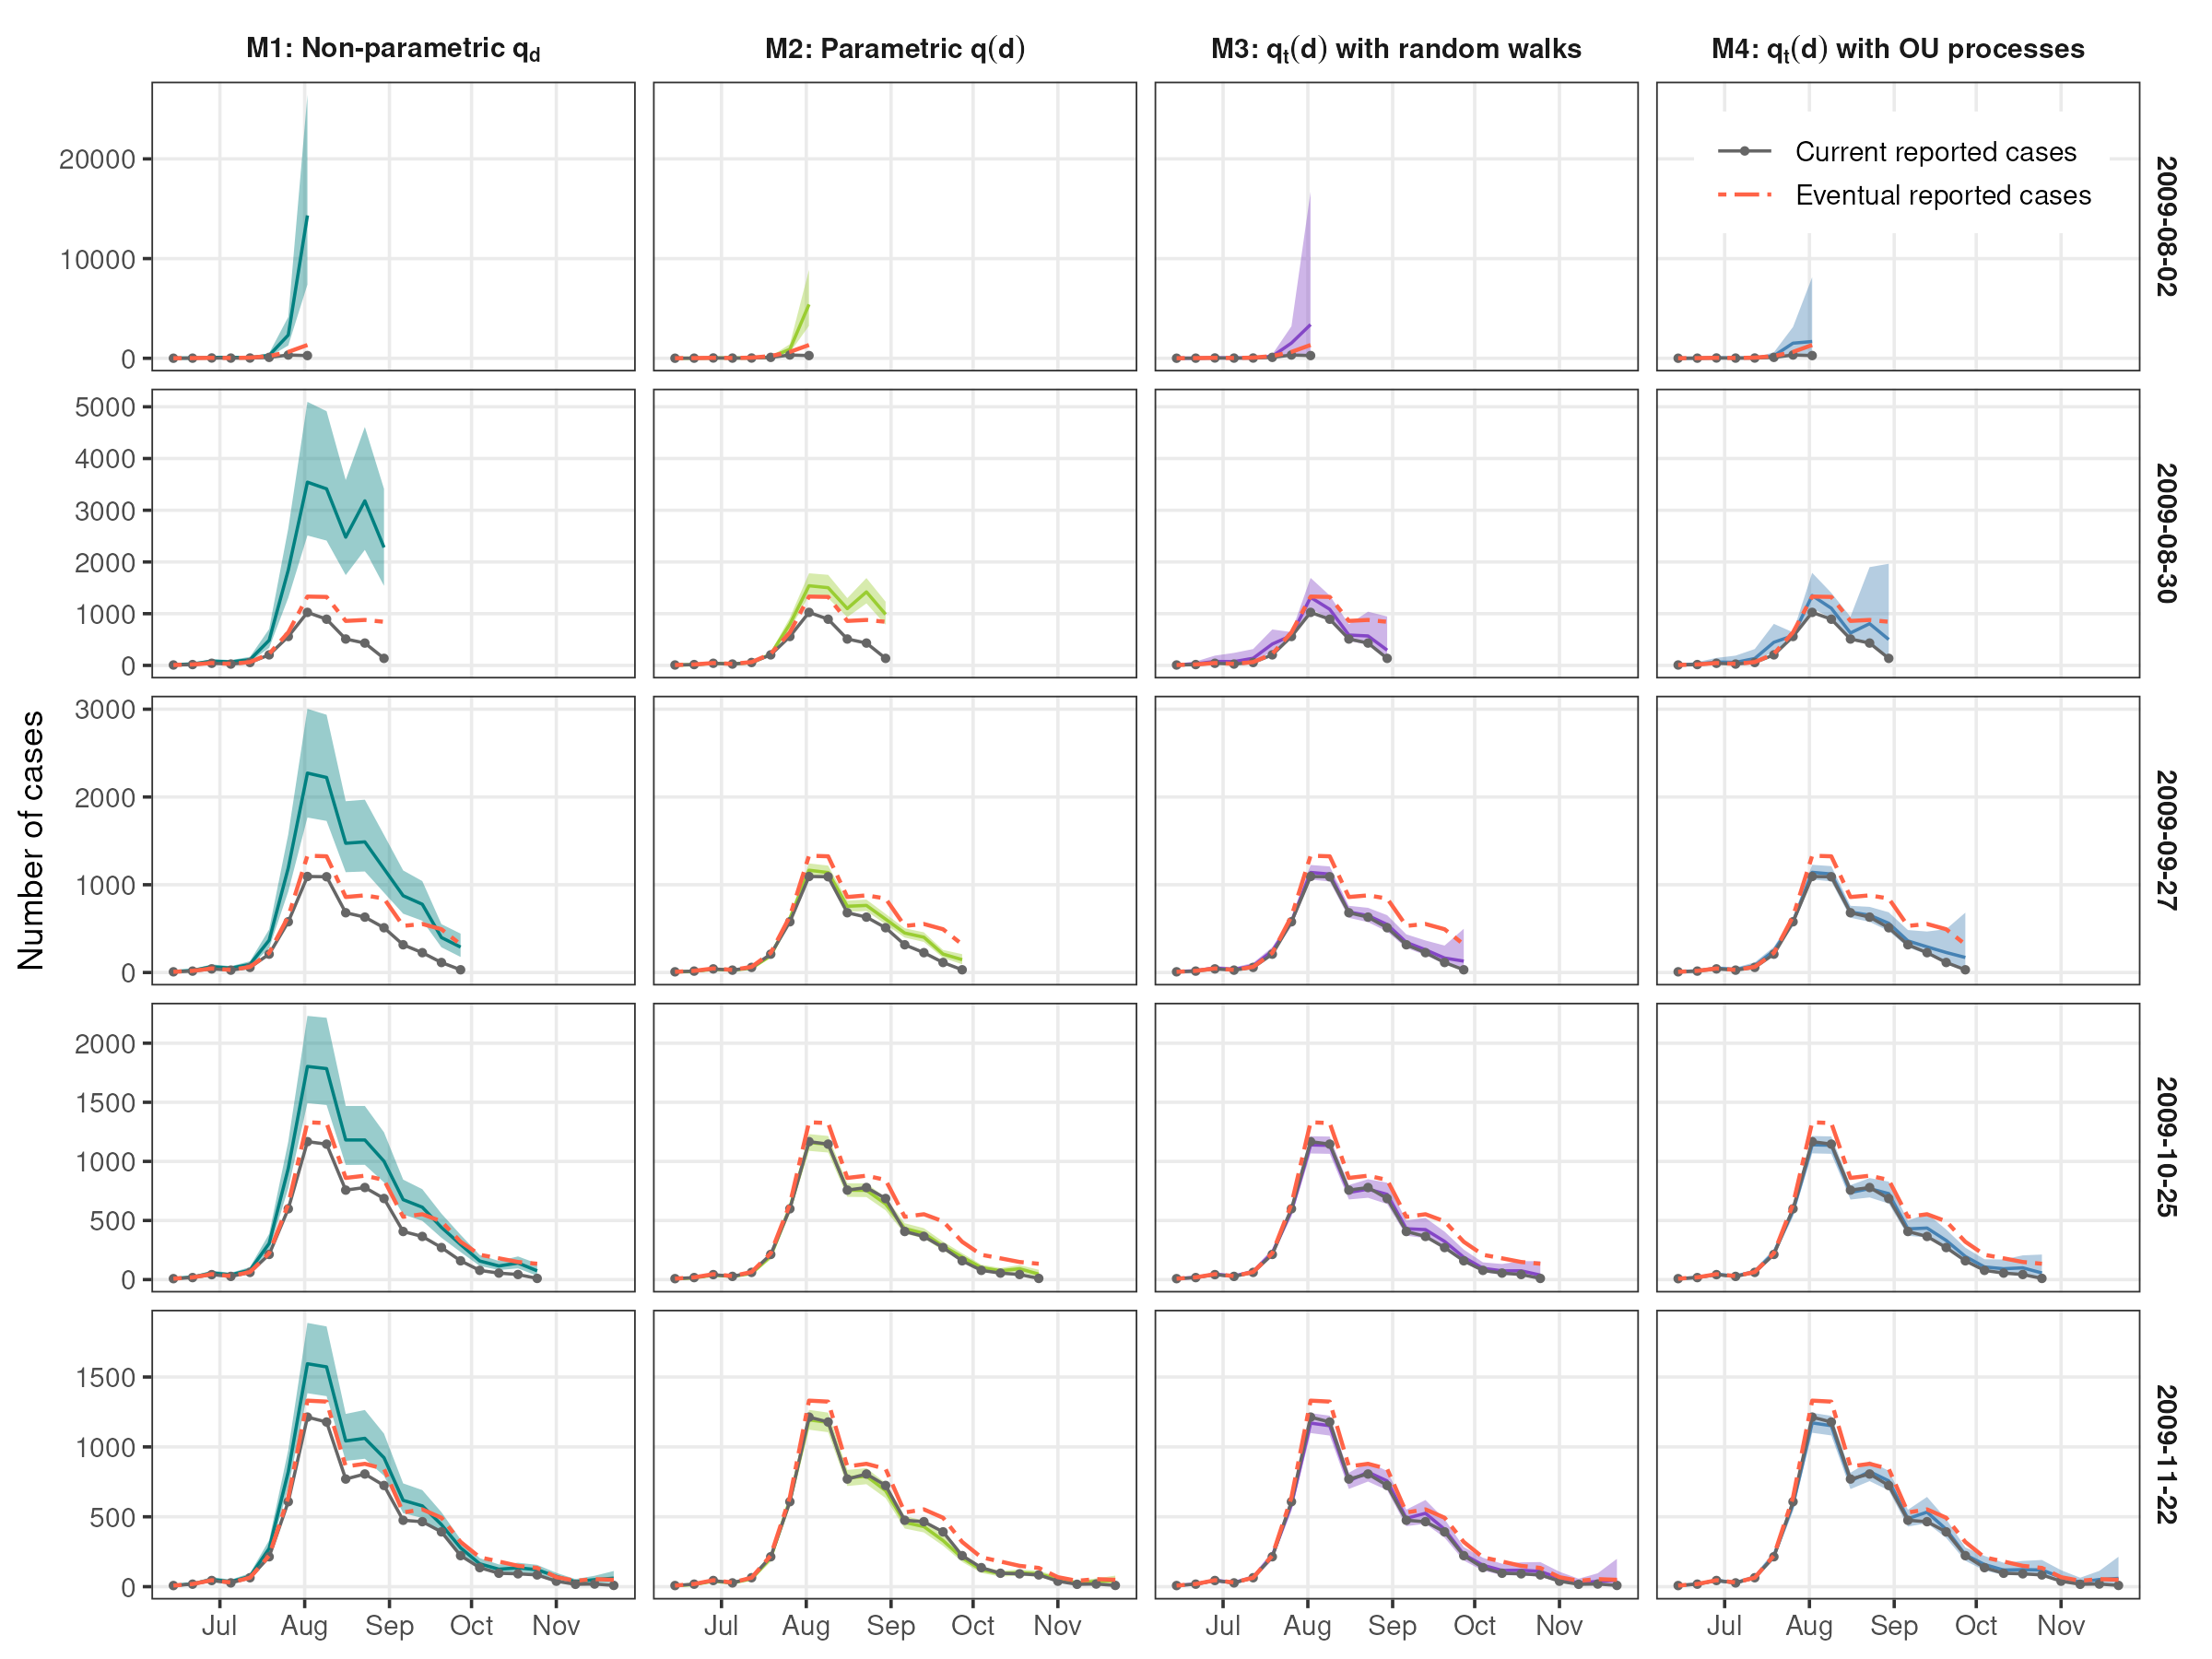 M1: Non-parametric qd
M2: Parametric q(d)
M3: qt(d) with random walks
M4: qt(d) with OU processes
20000
10000
0
Current reported cases
Eventual reported cases
2009-08-02
5000
4000
3000
2000
1000
0
2009-08-30
Number of cases
3000
2000
1000
0
2009-09-27
2000
1500
1000
500
0
2009-10-25
1500
1000
500
0
2009-11-22
Jul Aug Sep Oct Nov
Jul Aug Sep Oct Nov
Jul Aug Sep Oct Nov
Jul Aug Sep Oct Nov